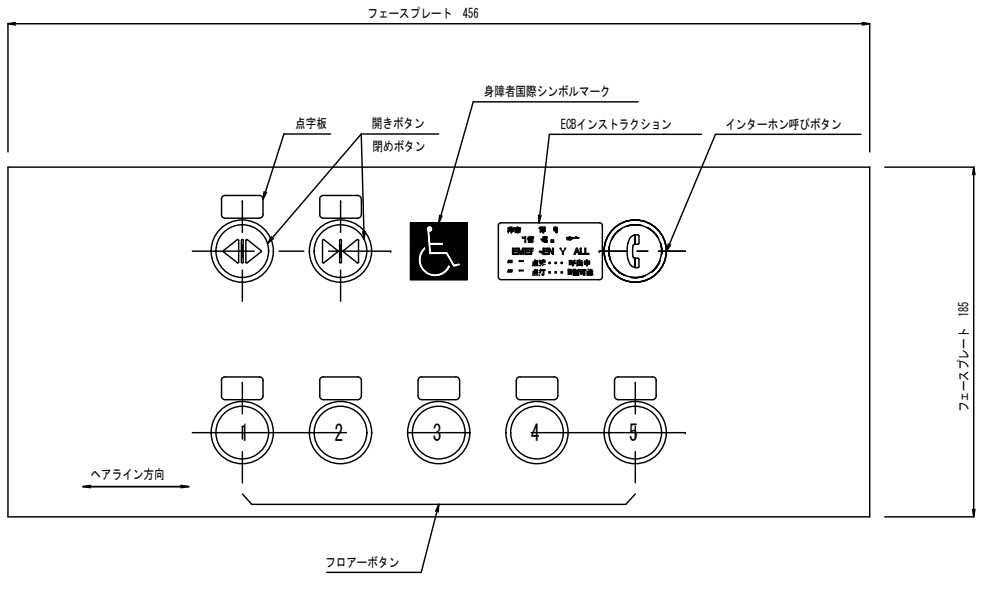 フェースプレート 456
身障者国際シンボルマーク
点字板
開きボタン
閉めボタン
ECBインストラクション
インターホン呼びボタン
ALL
点灯・・・
1
2
3
4
5
フェースプレート 185
ヘアライン方向
フロアーボタン